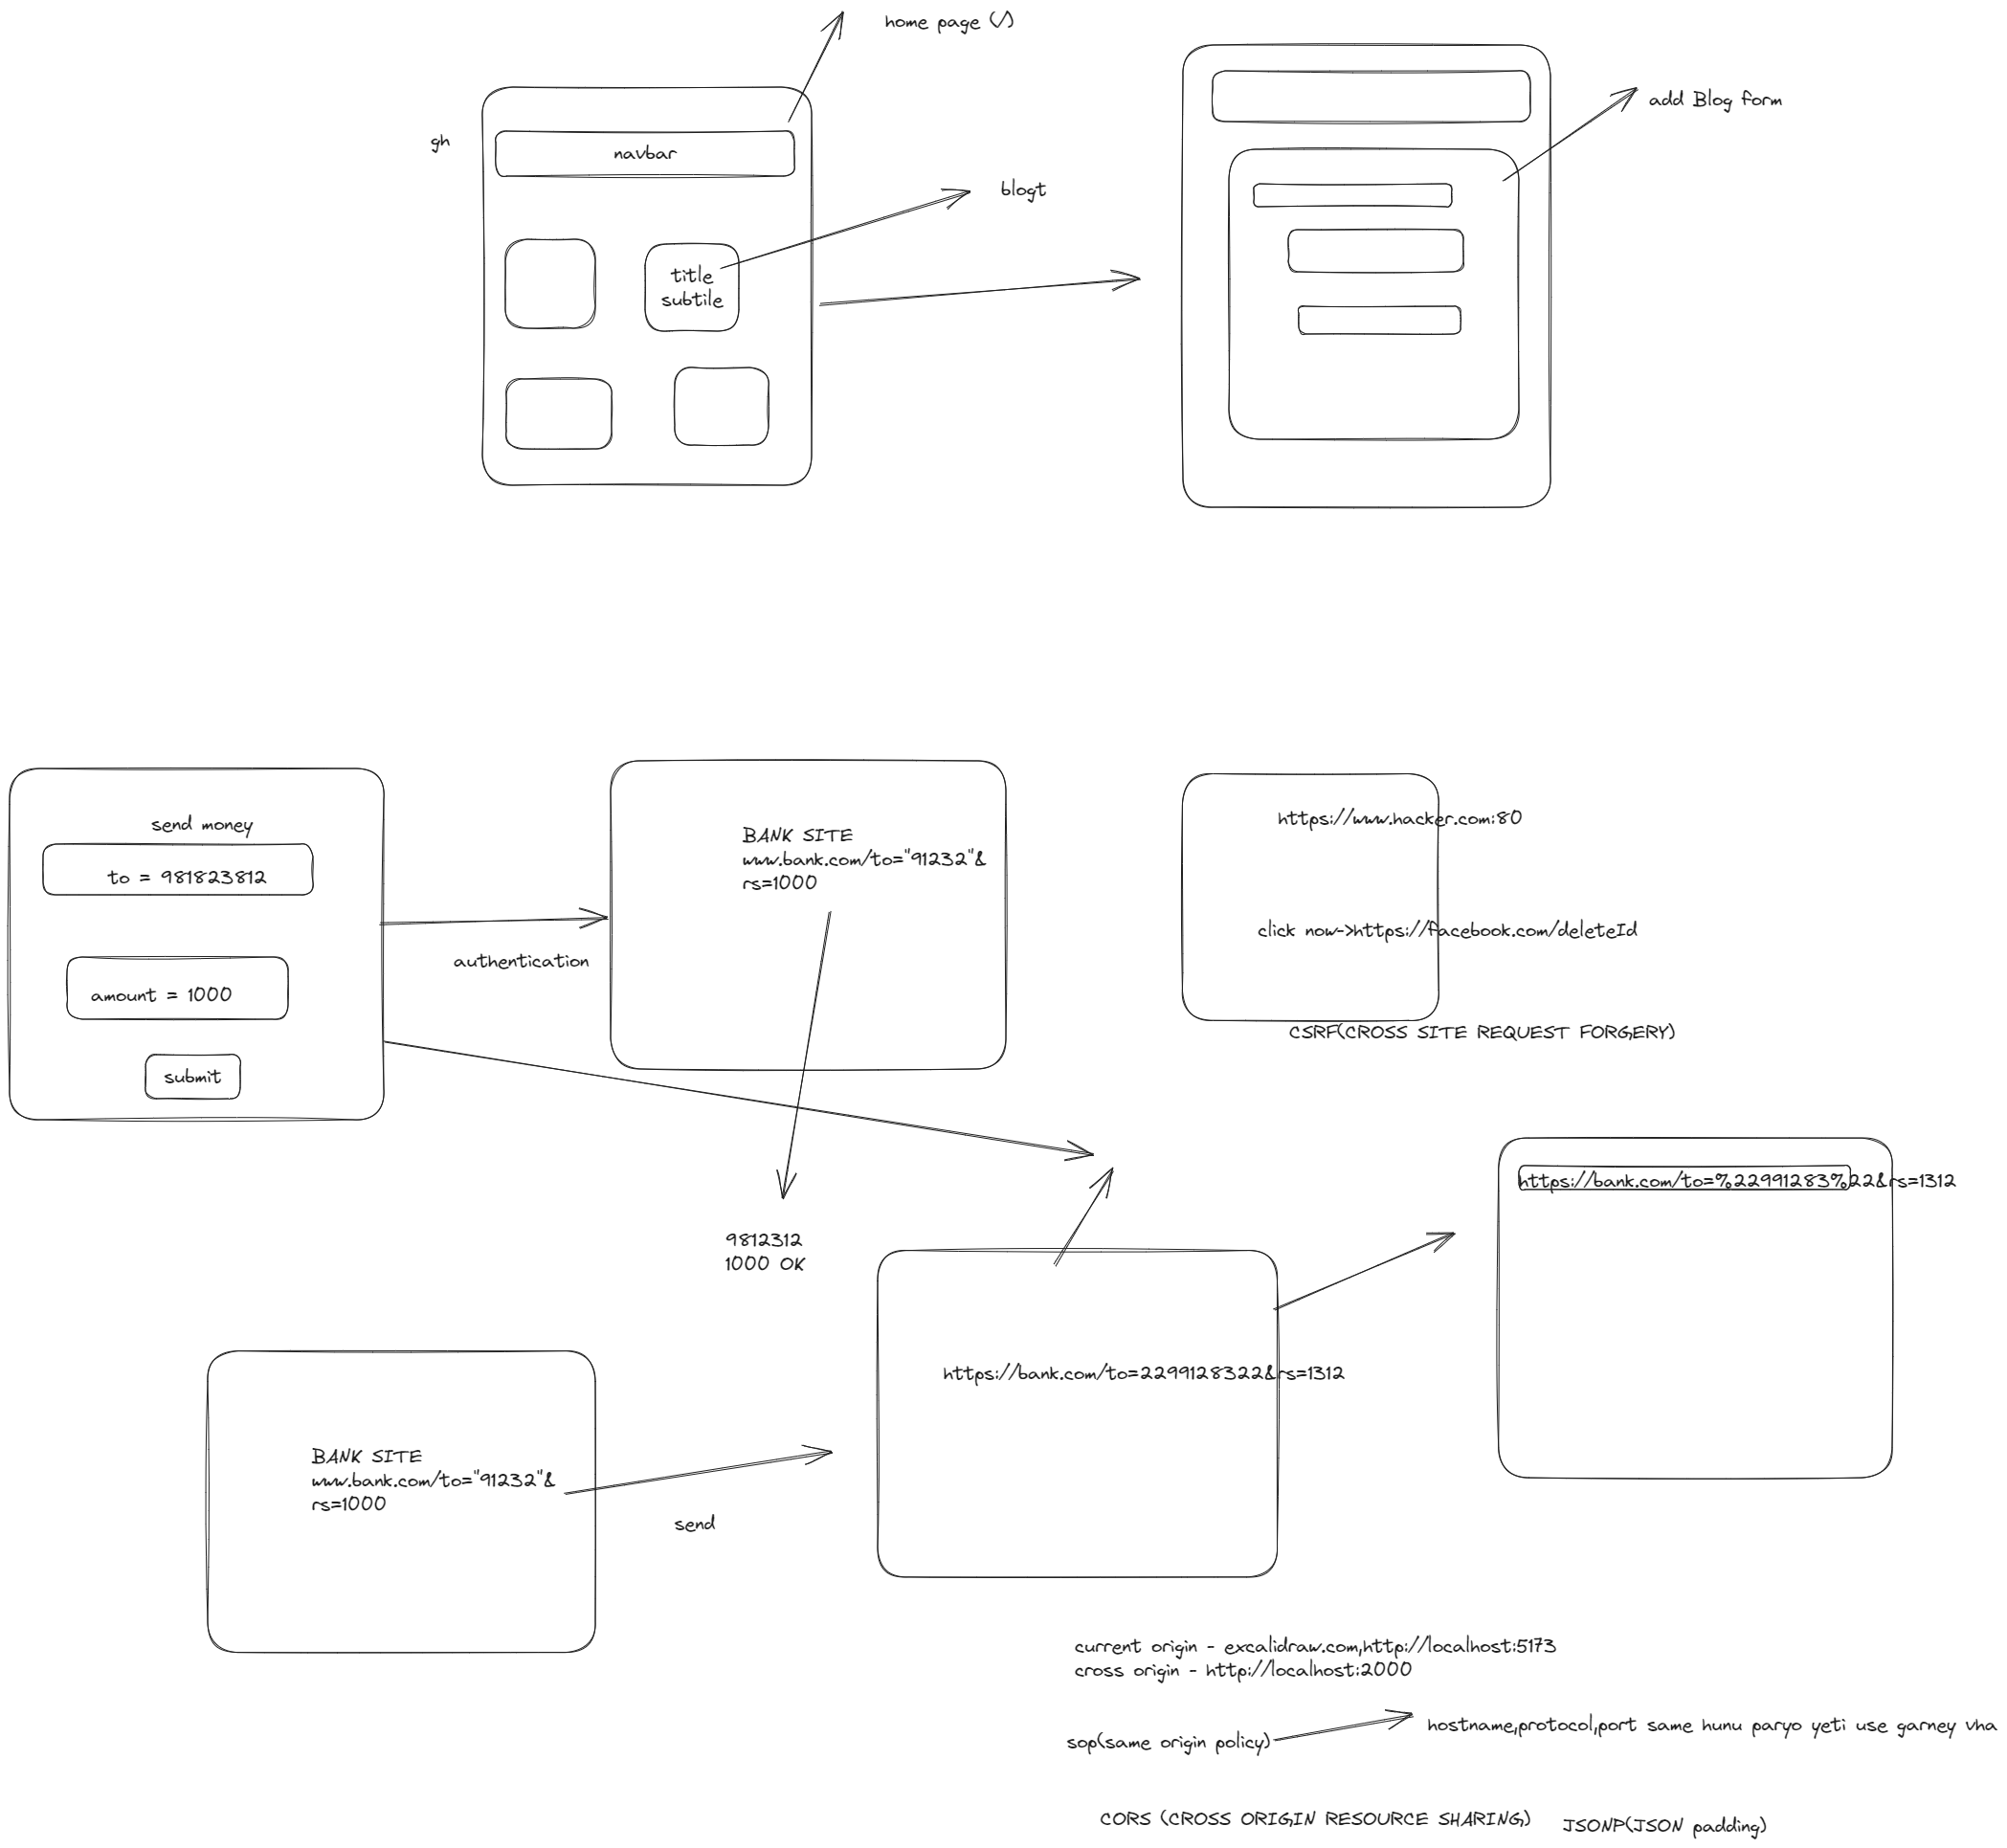 home page (/)
add Blog form
gh
navbar
blogt
title
subtile
send money
to = 981823812
amount = 1000
submit
authentication
BANK SITE
www.bank.com/to="91232"&
rs=1000
https://www.hacker.com:80
click now->https://facebook.com/deleteId
CSRF(CROSS SITE REQUEST FORGERY)
https://bank.com/to=%22991283%22&rs=1312
9812312
1000 OK
https://bank.com/to=2299128322&rs=1312
BANK SITE
www.bank.com/to="91232"&
rs=1000
send
current origin - excalidraw.com,http://localhost:5173
cross origin - http://localhost:2000
sop(same origin policy)
hostname,protocol,port same hunu paryo yeti use garney vha
CORS (CROSS ORIGIN RESOURCE SHARING)
JSONP(JSON padding)